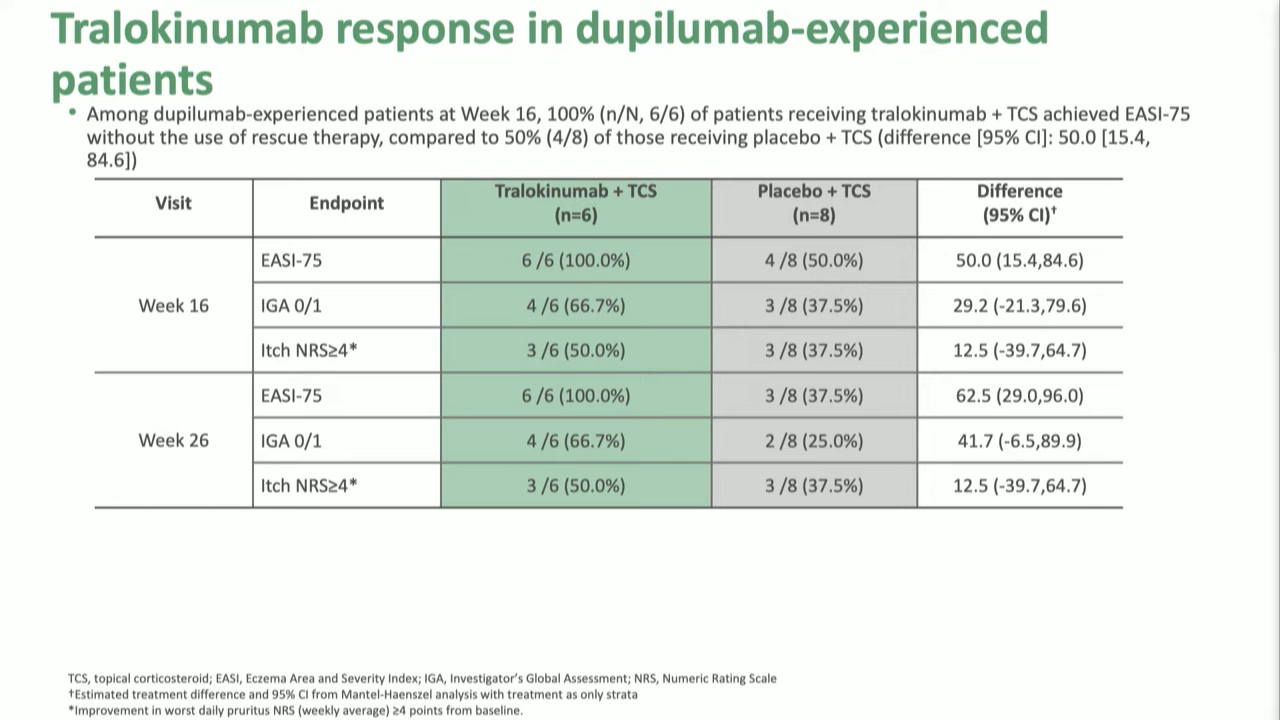 Tralokinumab response in dupilumab-experienced
patients
• Among dupilumab-experienced patients at Week 16, 100% (n/N, 6/6) of patients receiving tralokinumab + TCS achieved EASI-75
without the use of rescue therapy, compared to 50% (4/8) of those receiving placebo + TCS (difference [95% CI]: 50.0 [15.4,
84.6])
Visit Endpoint Tralokinumab + TCS (n=6) Placebo + TCS (n=8) Difference (95% CI)†
Week 16 EASI-75 6 /6 (100.0%) 4 /8 (50.0%) 50.0 (15.4,84.6)
IGA 0/1 4 /6 (66.7%) 3 /8 (37.5%) 29.2 (-21.3,79.6)
Itch NRS≥4* 3 /6 (50.0%) 3 /8 (37.5%) 12.5 (-39.7,64.7)
Week 26 EASI-75 6 /6 (100.0%) 3 /8 (37.5%) 62.5 (29.0,96.0)
IGA 0/1 4 /6 (66.7%) 2 /8 (25.0%) 41.7 (-6.5,89.9)
Itch NRS≥4* 3 /6 (50.0%) 3 /8 (37.5%) 12.5 (-39.7,64.7)
TCS, topical corticosteroid; EASI, Eczema Area and Severity Index; IGA, Investigator's Global Assessment; NRS, Numeric Rating Scale
†Estimated treatment difference and 95% CI from Mantel-Haenszel analysis with treatment as only strata
*Improvement in worst daily pruritus NRS (weekly average) ≥4 points from baseline.